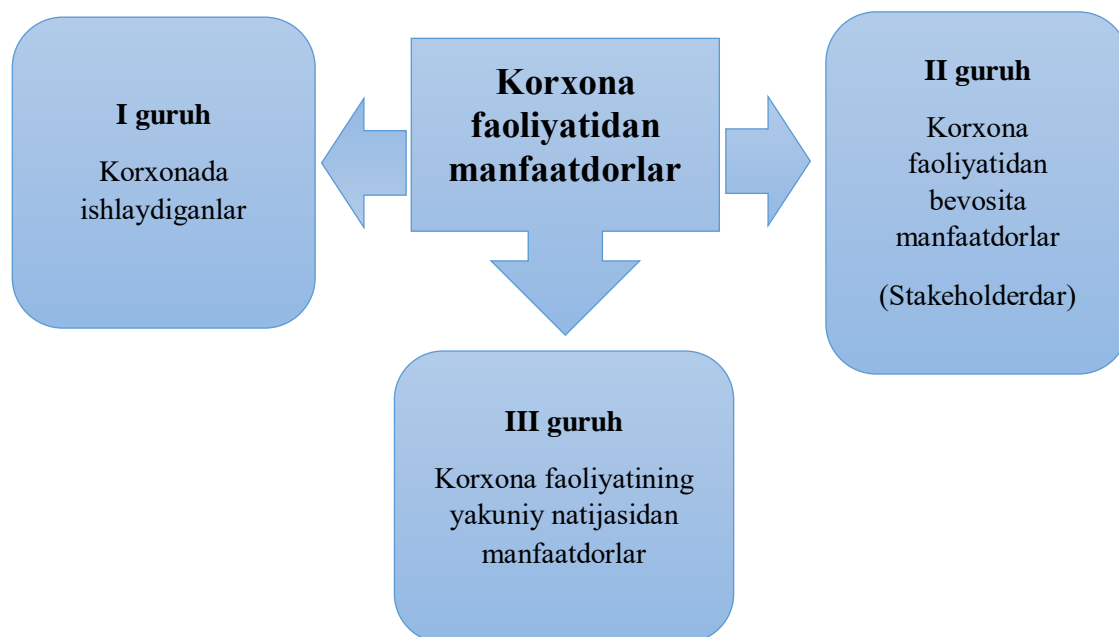 Korxona
faoliyatidan
manfaatdorlar
I guruh
Korxonada
ishlaydiganlar
II guruh
Korxona
faoliyatidan
bevosita
manfaatdorlar
(Stakeholderdar)
III guruh
Korxona faoliyatining
yakuniy natijasidan
manfaatdorlar